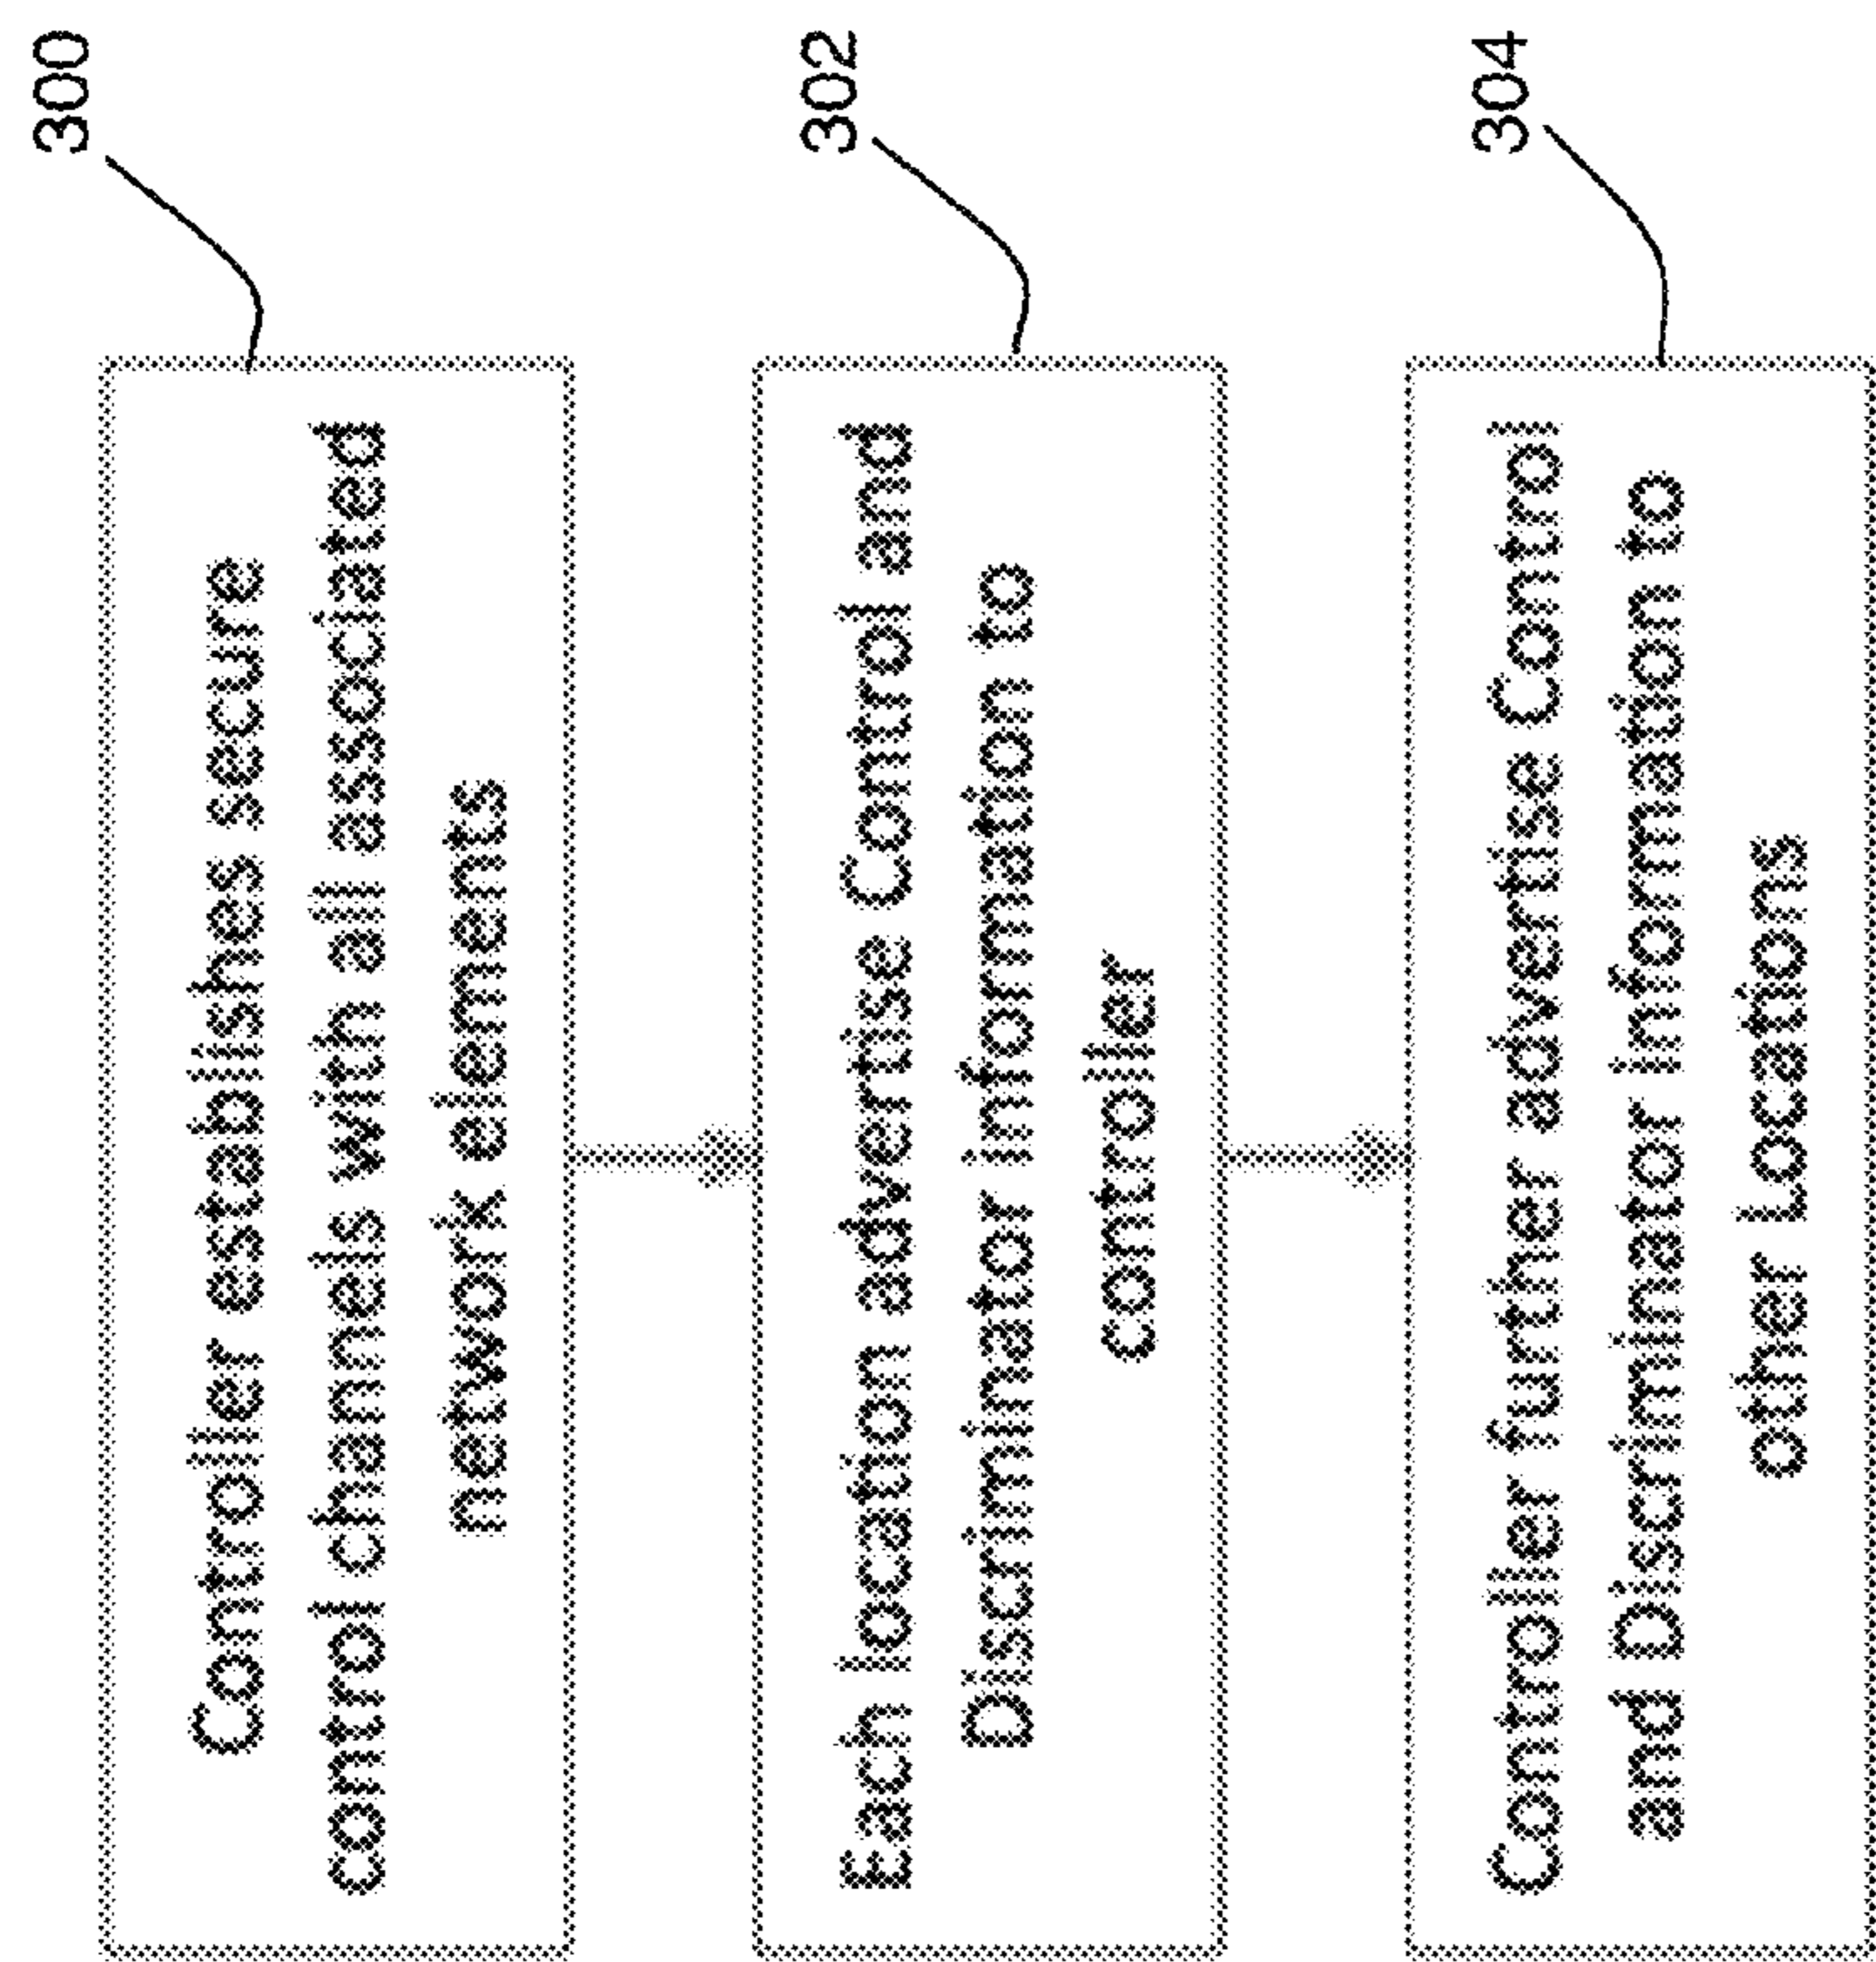 300
Controller establishes secure
control channels with all associated
network elements
302
Each location advertise Control and
Discriminator information to
controller
304
Controller further advertise Control
and Discriminator information to
other Locations